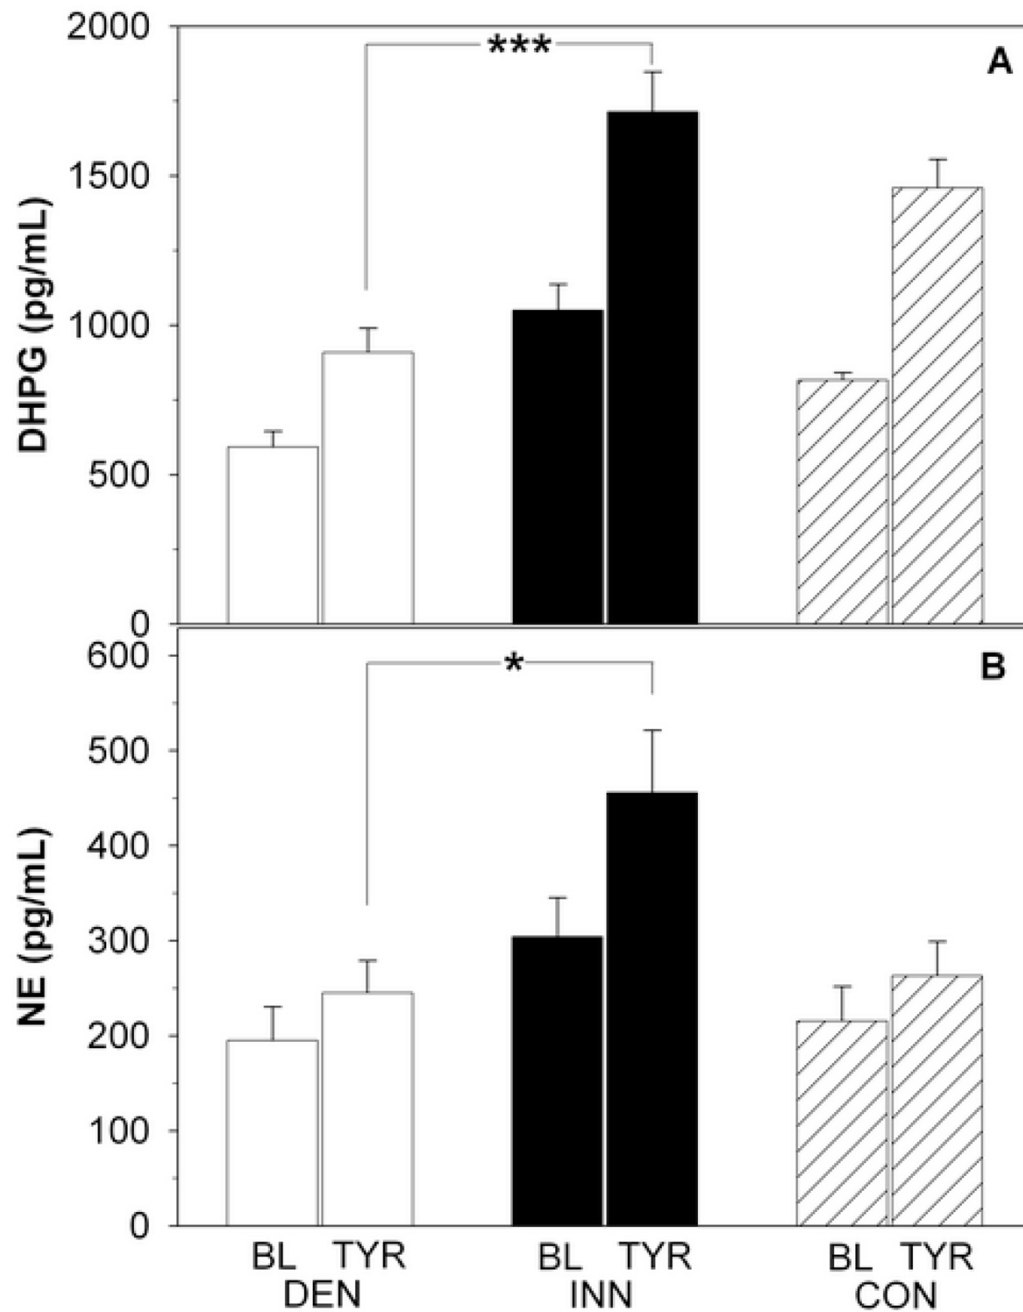 2000
***
A
1500
1000
500
0
DHPG (pg/mL)
600
*
B
500
400
300
200
100
0
NE (pg/mL)
BL TYR BL TYR BL TYR
DEN INN CON